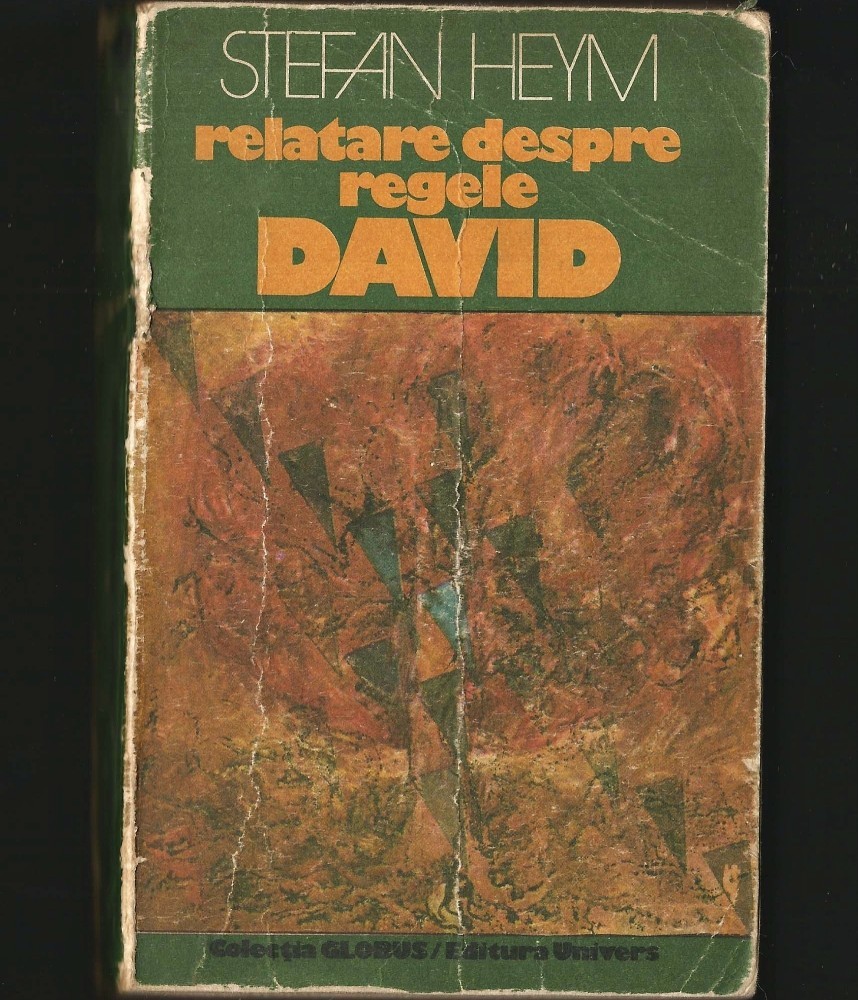 STEFAN HEYM
relatare despre
regele
DAVID
Colecția GLOBUS/Editura Univers